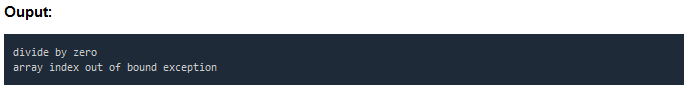 Ouput:
divide by zero
array index out of bound exception